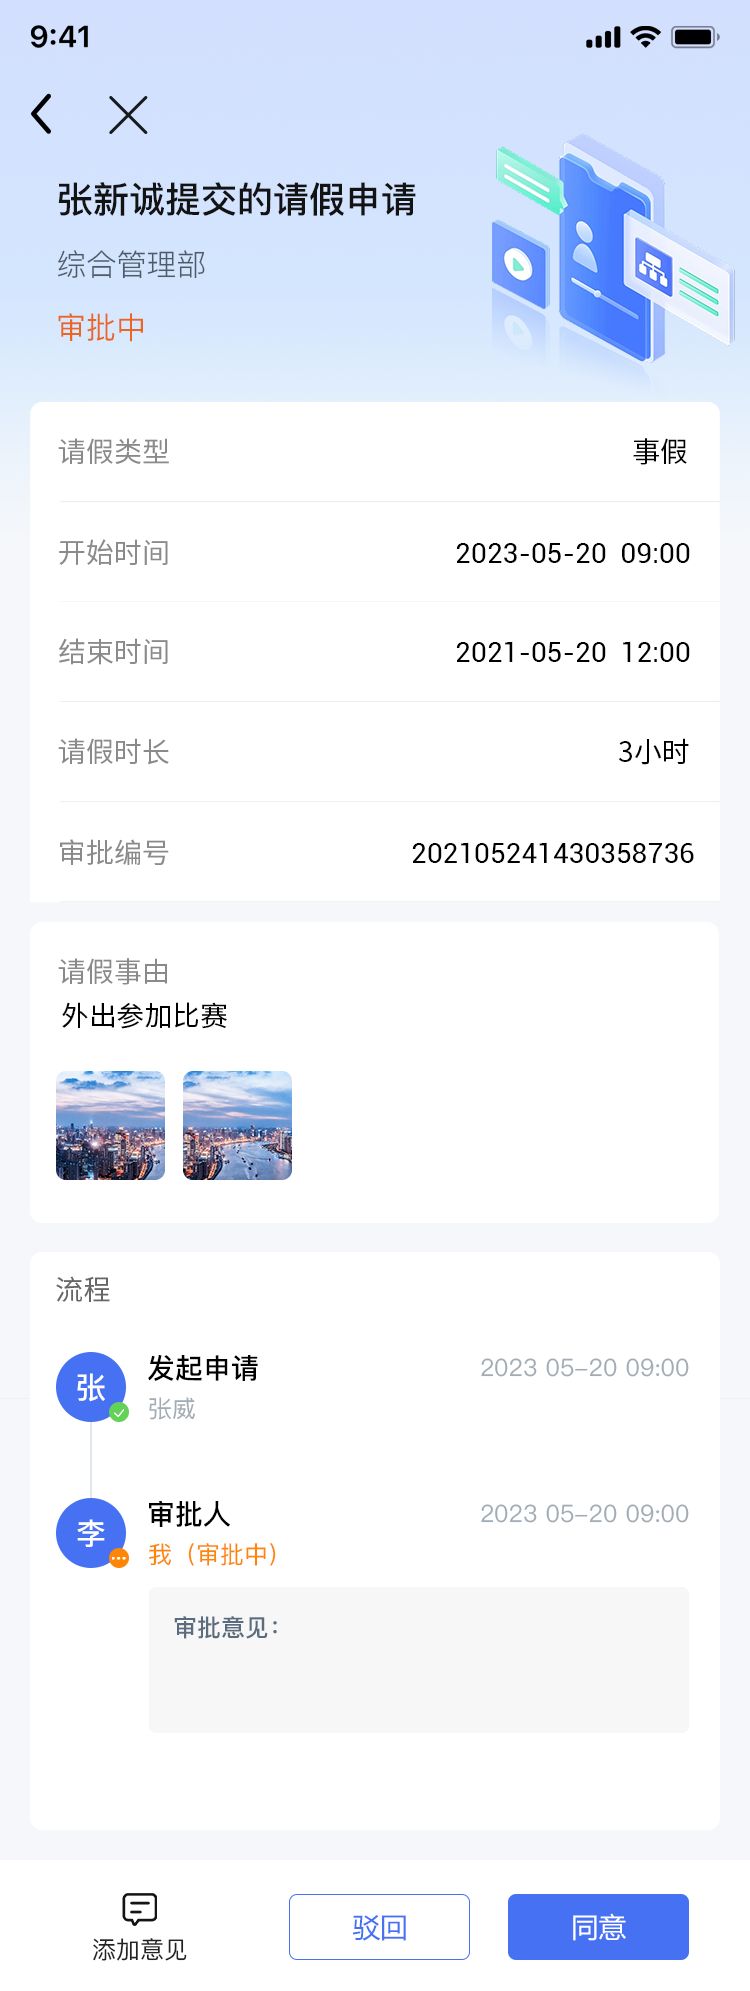 9:41
张新诚提交的请假申请
综合管理部
审批中
请假类型 事假
开始时间 2023-05-20 09:00
结束时间 2021-05-20 12:00
请假时长 3小时
审批编号 202105241430358736
请假事由
外出参加比赛
流程
张 发起申请 2023 05-20 09:00
张威
李 审批人 2023 05-20 09:00
我（审批中）
审批意见：
添加意见 驳回 同意